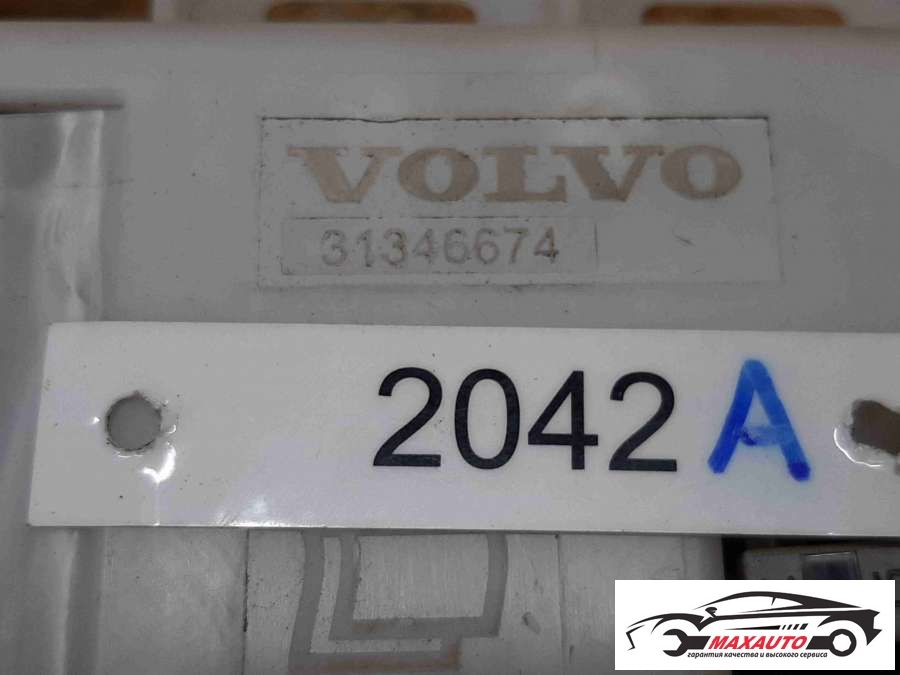 VOLVO
31346674
2042 A
MAXAUTO
гарантия качества и высокого сервиса